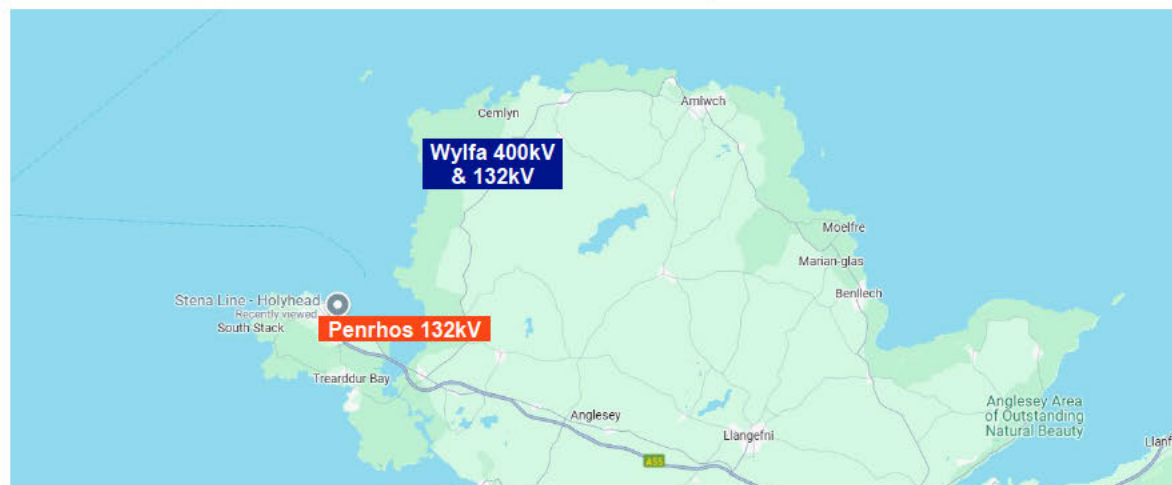 Cemlyn
Amlwch
Wylfa 400kV
& 132kV
Moelfre
Marian-glas
Benllech
Stena Line - Holyhead
Recently viewed
South Stack
Penrhos 132kV
Trearddur Bay
Anglesey
Llangefni
Anglesey Area
of Outstanding
Natural Beauty
Llanf
A55